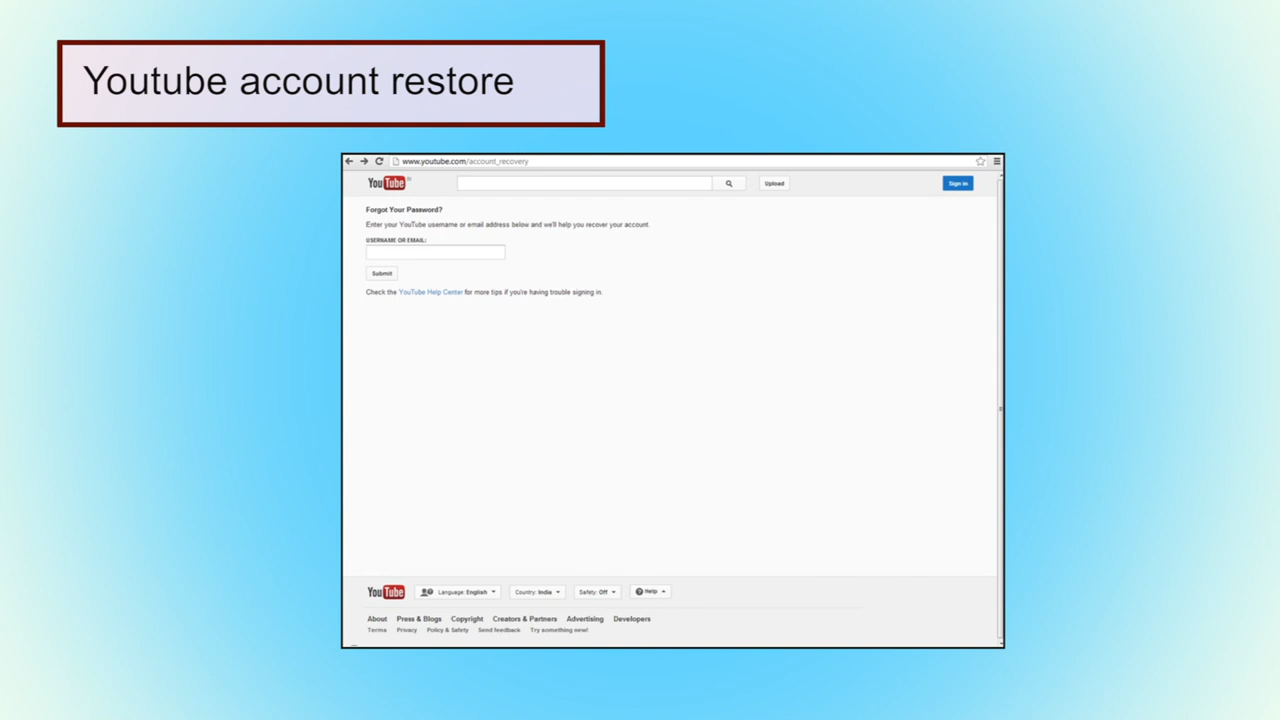 Youtube account restore
www.youtube.com/account_recovery
YouTube IN
Upload
Sign In
Forgot Your Password?
Enter your YouTube username or email address below and we'll help you recover your account.
USERNAME OR EMAIL:
Submit
Check the YouTube Help Center for more tips if you're having trouble signing in.
YouTube Language: English Country: India Safety: Off Help
About Press & Blogs Copyright Creators & Partners Advertising Developers
Terms Privacy Policy & Safety Send feedback Try something new!